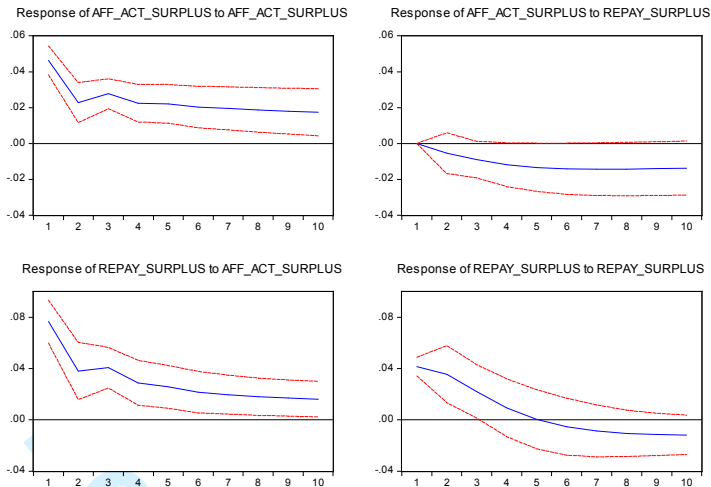 Response of AFF_ACT_SURPLUS to AFF_ACT_SURPLUS
.06
.04
.02
.00
-.02
-.04
1 2 3 4 5 6 7 8 9 10
Response of AFF_ACT_SURPLUS to REPAY_SURPLUS
.06
.04
.02
.00
-.02
-.04
1 2 3 4 5 6 7 8 9 10
Response of REPAY_SURPLUS to AFF_ACT_SURPLUS
.08
.04
.00
-.04
1 2 3 4 5 6 7 8 9 10
Response of REPAY_SURPLUS to REPAY_SURPLUS
.08
.04
.00
-.04
1 2 3 4 5 6 7 8 9 10